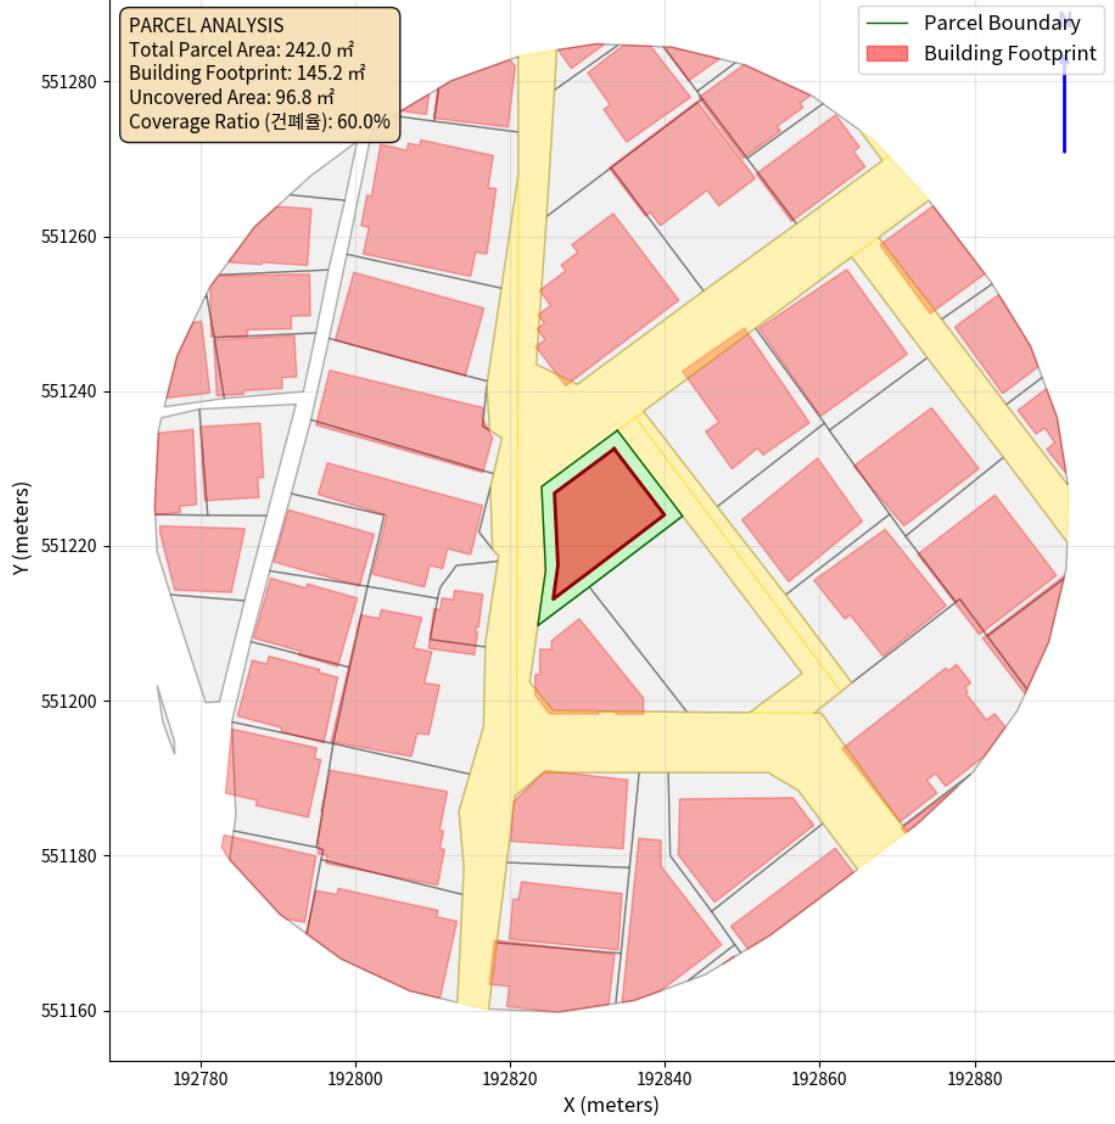 PARCEL ANALYSIS
Total Parcel Area: 242.0 ㎡
Building Footprint: 145.2 ㎡
Uncovered Area: 96.8 ㎡
Coverage Ratio (건폐율): 60.0%
N
Parcel Boundary
Building Footprint
551280
551260
551240
551220
551200
551180
551160
Y (meters)
192780
192800
192820
192840
192860
192880
X (meters)